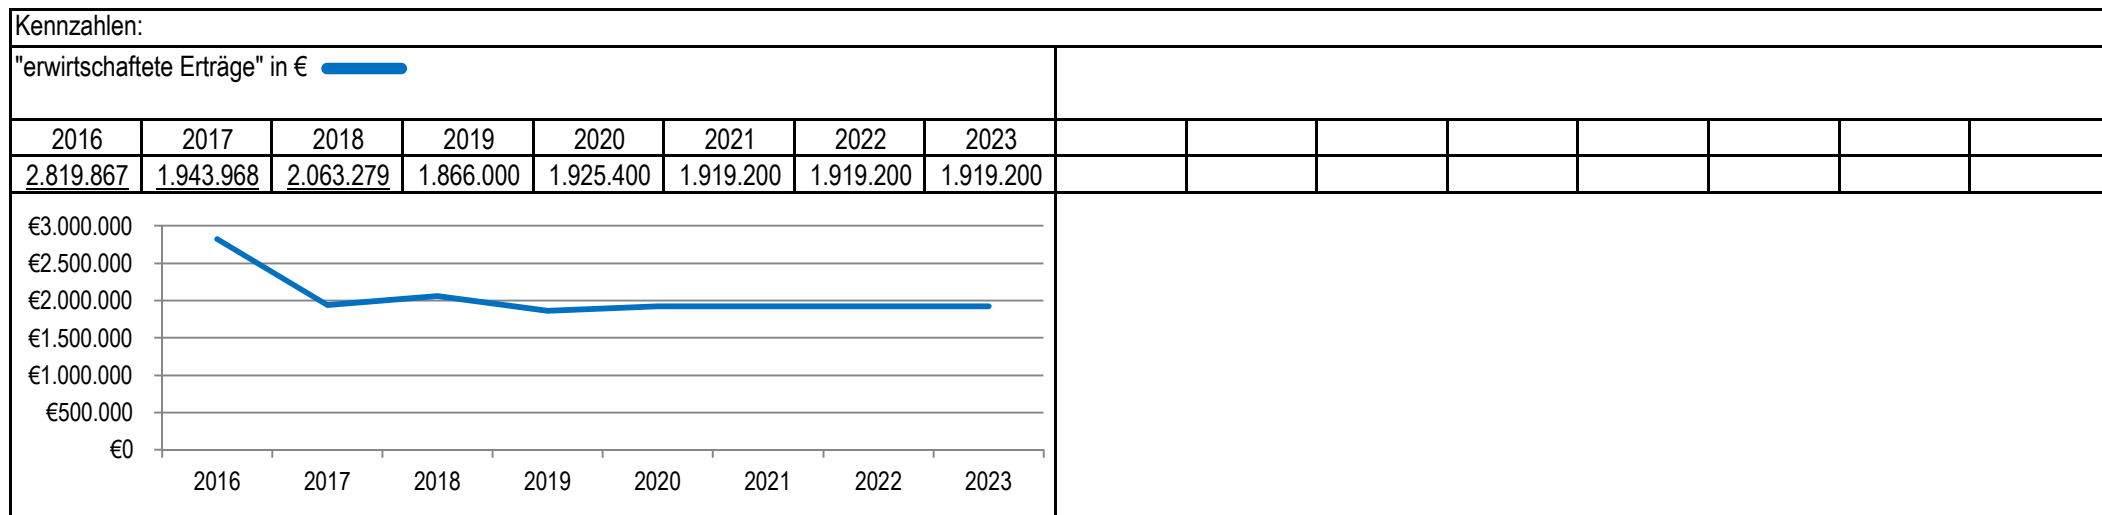 Kennzahlen:
"erwirtschaftete Erträge" in €
2016 2017 2018 2019 2020 2021 2022 2023
2.819.867 1.943.968 2.063.279 1.866.000 1.925.400 1.919.200 1.919.200 1.919.200
€3.000.000
€2.500.000
€2.000.000
€1.500.000
€1.000.000
€500.000
€0
2016 2017 2018 2019 2020 2021 2022 2023